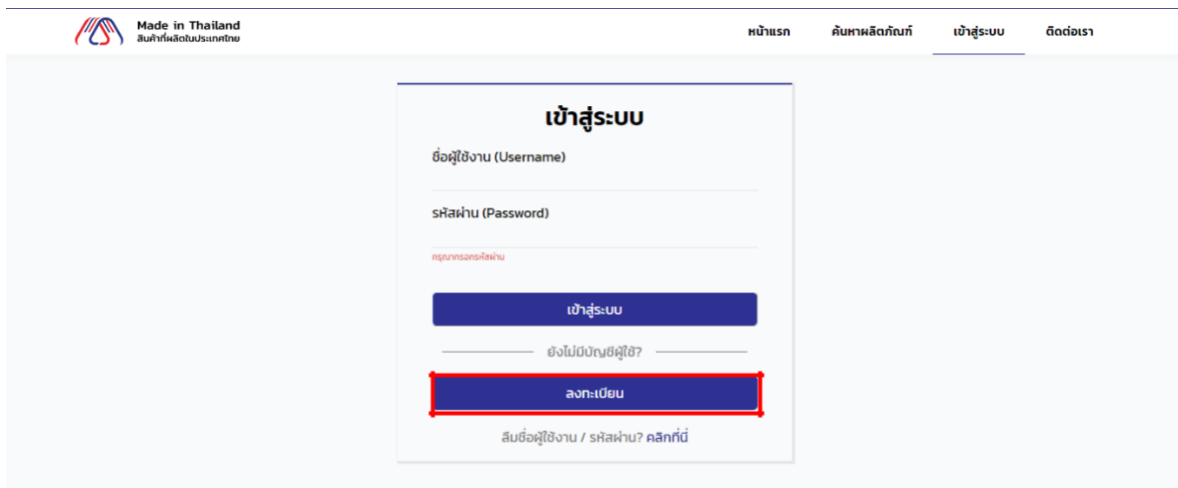 Made in Thailand
สินค้าที่ผลิตในประเทศไทย
หน้าแรก ค้นหาผลิตภัณฑ์ เข้าสู่ระบบ ติดต่อเรา
เข้าสู่ระบบ
ชื่อผู้ใช้งาน (Username)
รหัสผ่าน (Password)
กรุณากรอกรหัสผ่าน
เข้าสู่ระบบ
ยังไม่มีบัญชีผู้ใช้?
ลงทะเบียน
ลืมชื่อผู้ใช้งาน / รหัสผ่าน? คลิกที่นี่